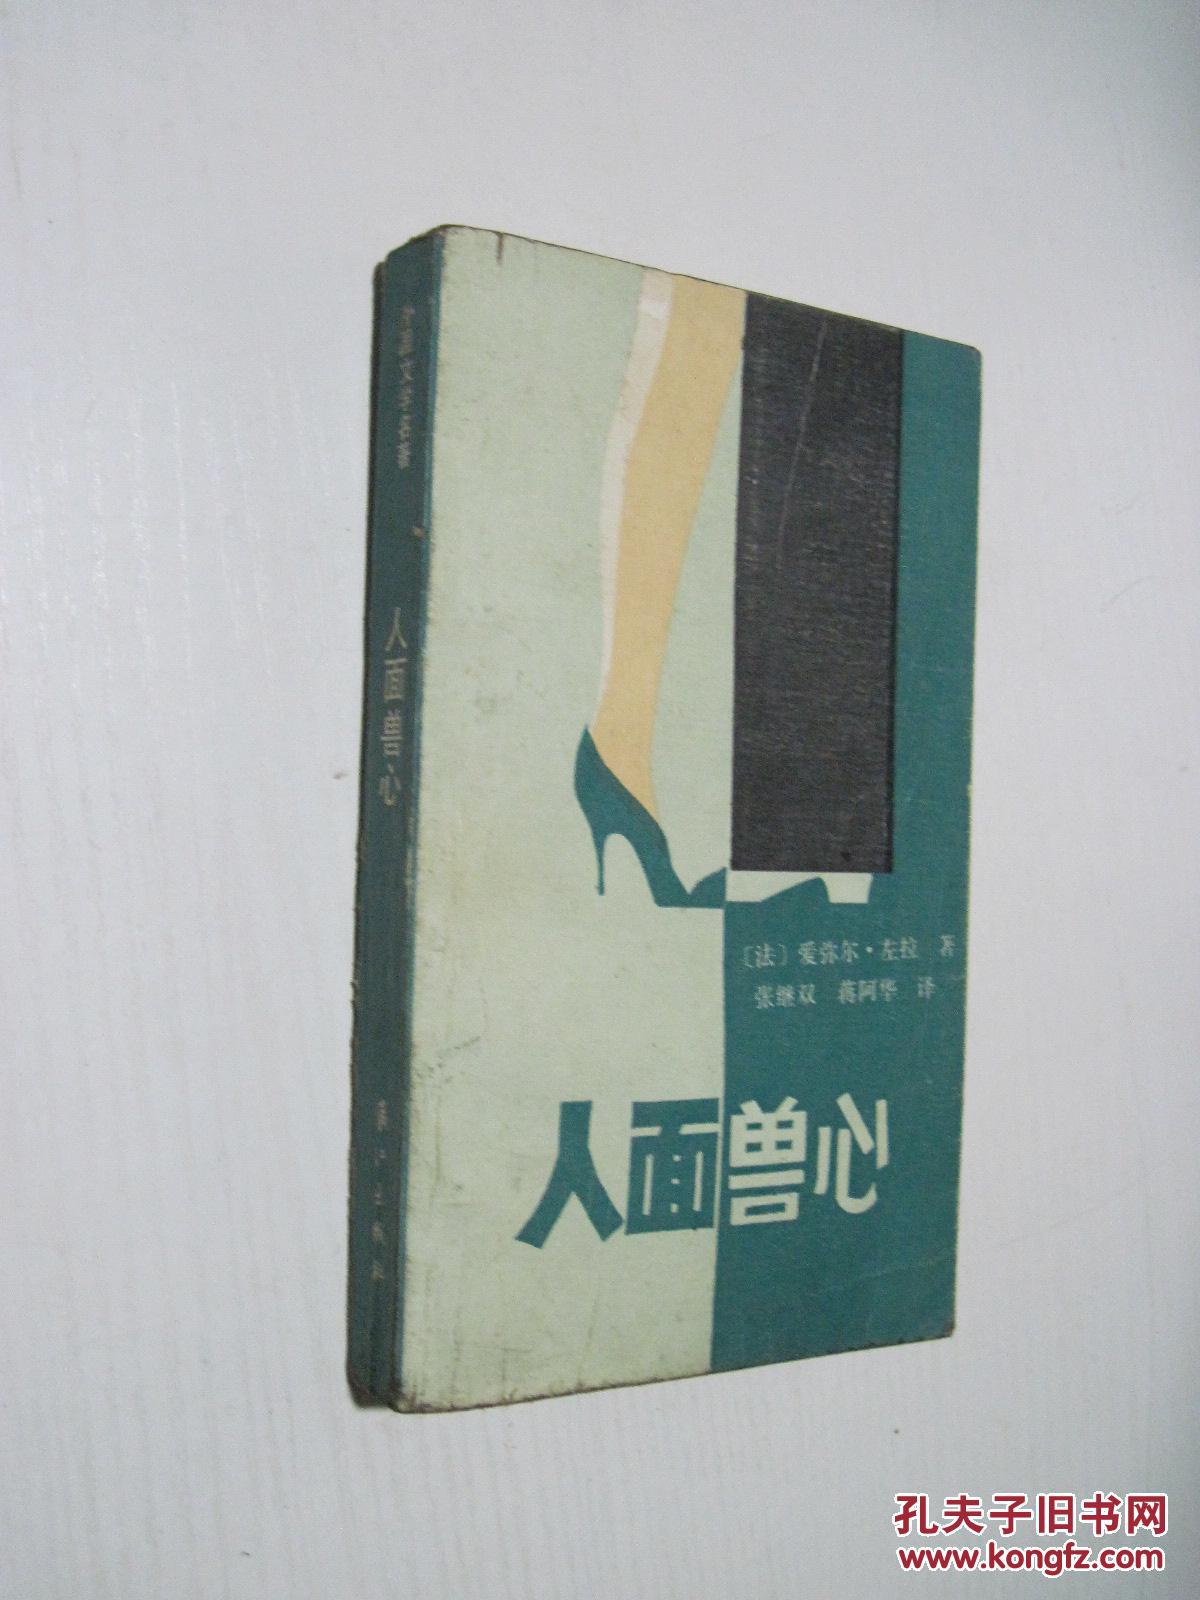 人面兽心
〔法〕爱弥尔·左拉 著
张继双 蒋阿华 译
人面兽心
孔夫子旧书网
www.kongfz.com